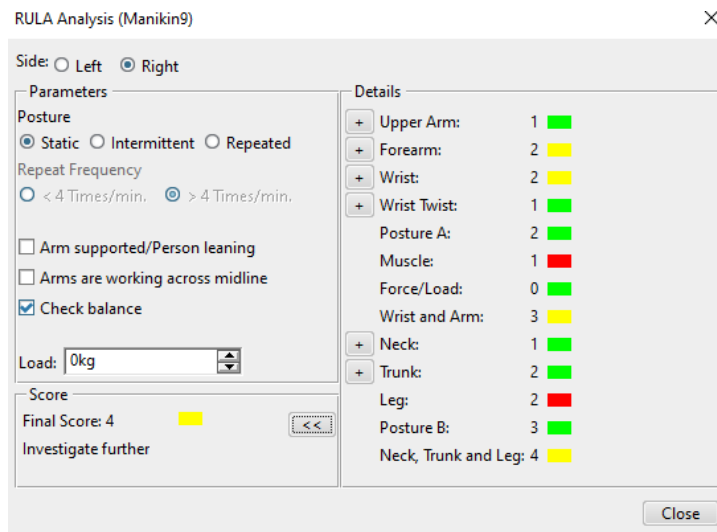 RULA Analysis (Manikin9)
Side: Left Right
Parameters
Posture
Static Intermittent Repeated
Repeat Frequency
< 4 Times/min. > 4 Times/min.
Arm supported/Person leaning
Arms are working across midline
Check balance
Load: 0kg
Score
Final Score: 4
<<
Investigate further
Details
+ Upper Arm: 1
+ Forearm: 2
+ Wrist: 2
+ Wrist Twist: 1
Posture A: 2
Muscle: 1
Force/Load: 0
Wrist and Arm: 3
+ Neck: 1
+ Trunk: 2
Leg: 2
Posture B: 3
Neck, Trunk and Leg: 4
Close